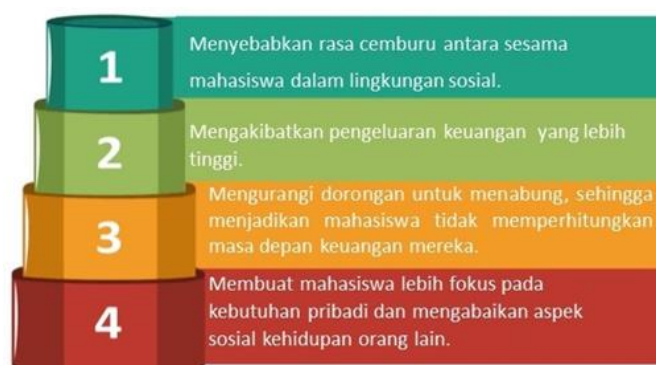 1
Menyebabkan rasa cemburu antara sesama
mahasiswa dalam lingkungan sosial.
2
Mengakibatkan pengeluaran keuangan yang lebih
tinggi.
3
Mengurangi dorongan untuk menabung, sehingga
menjadikan mahasiswa tidak memperhitungkan
masa depan keuangan mereka.
4
Membuat mahasiswa lebih fokus pada
kebutuhan pribadi dan mengabaikan aspek
sosial kehidupan orang lain.